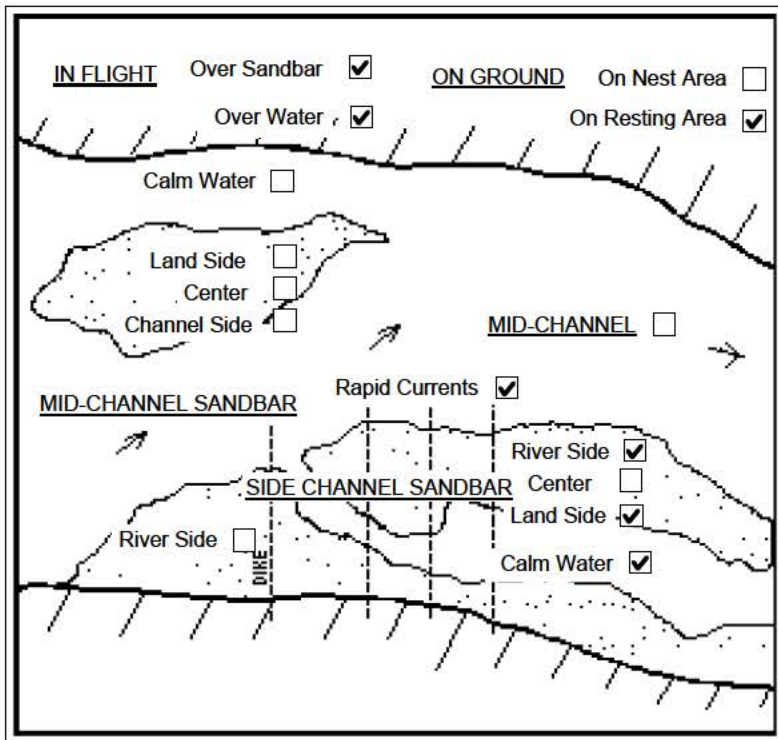 IN FLIGHT Over Sandbar ON GROUND On Nest Area
Over Water On Resting Area
Calm Water
Land Side
Center
Channel Side
MID-CHANNEL
Rapid Currents
MID-CHANNEL SANDBAR
River Side
SIDE CHANNEL SANDBAR Center
Land Side
River Side
DIKE
Calm Water